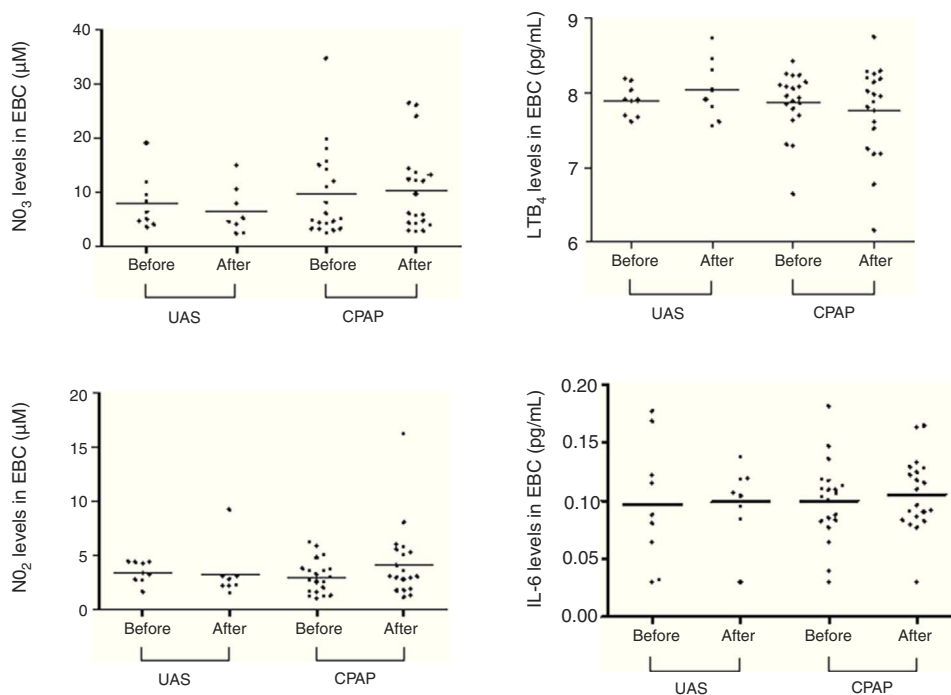 NO₃ levels in EBC (μM)
40
30
20
10
0
Before After Before After
UAS CPAP
LTB₄ levels in EBC (pg/mL)
9
8
7
6
Before After Before After
UAS CPAP
NO₂ levels in EBC (μM)
20
15
10
5
0
Before After Before After
UAS CPAP
IL-6 levels in EBC (pg/mL)
0.20
0.15
0.10
0.05
0.00
Before After Before After
UAS CPAP